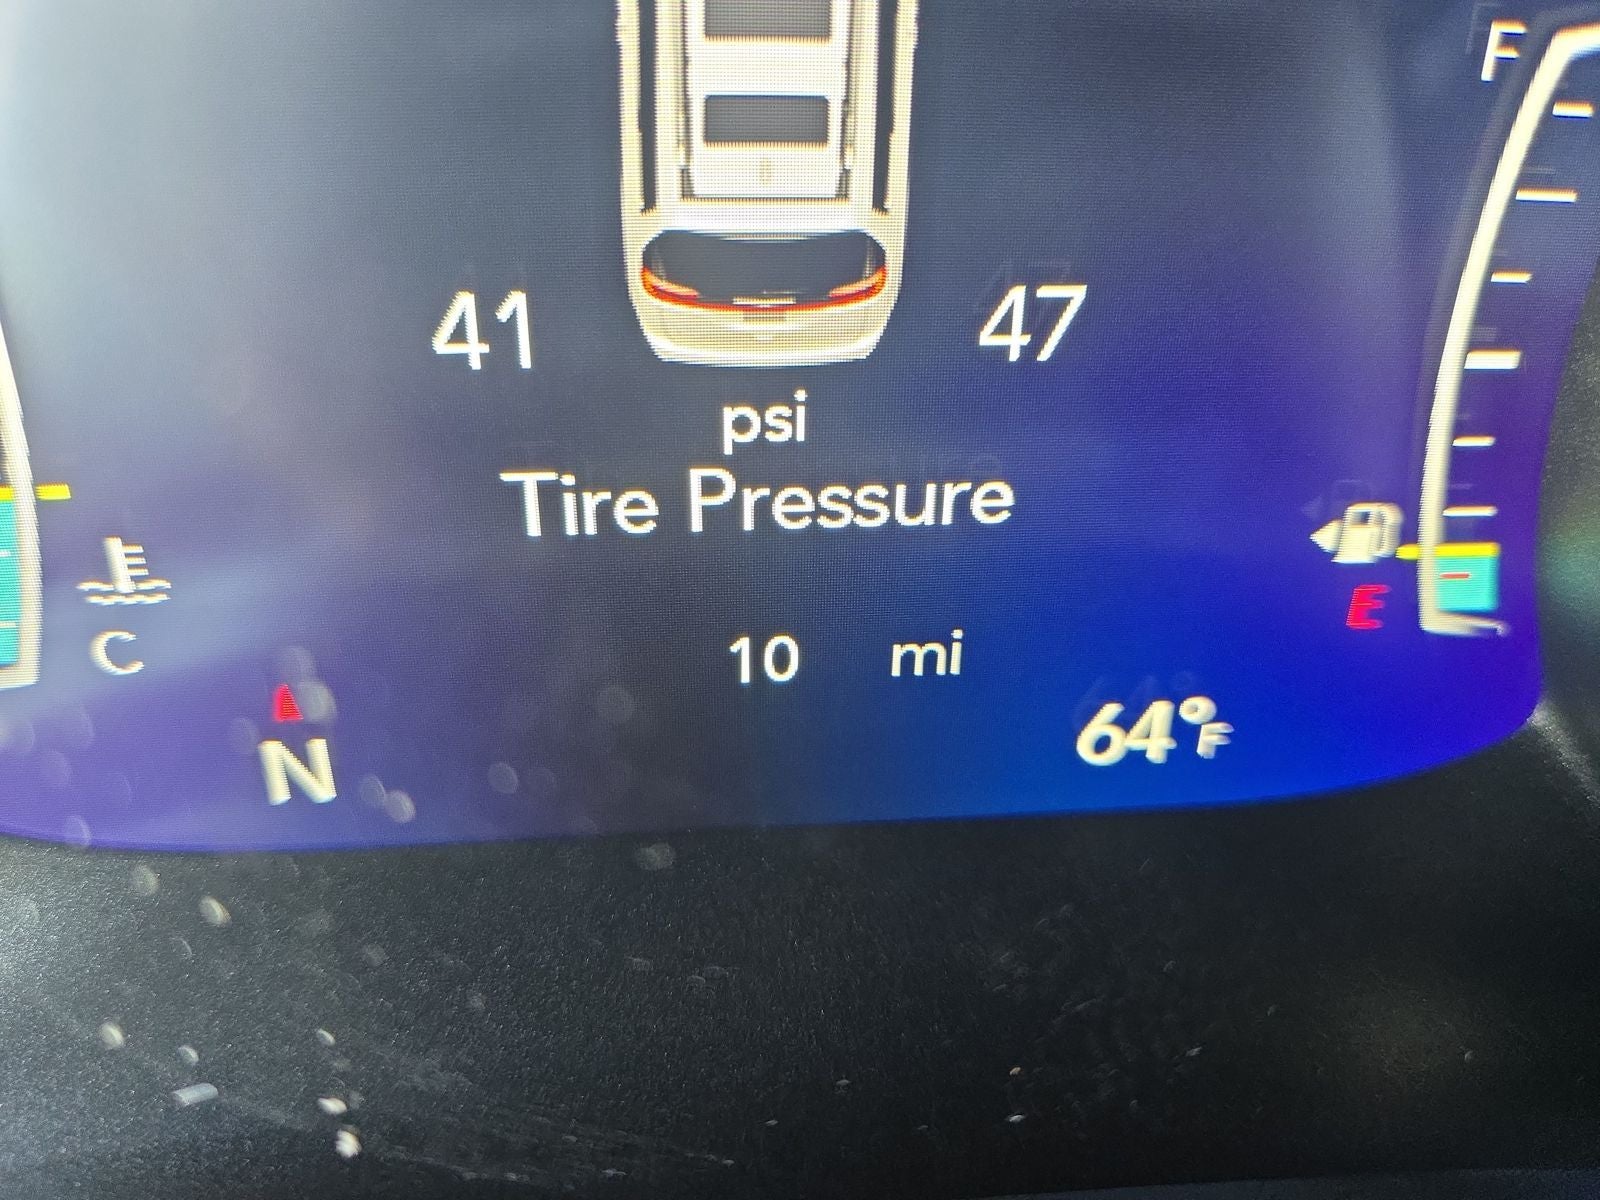 F
41 47
psi
Tire Pressure
E
C
10 mi
N
64°F